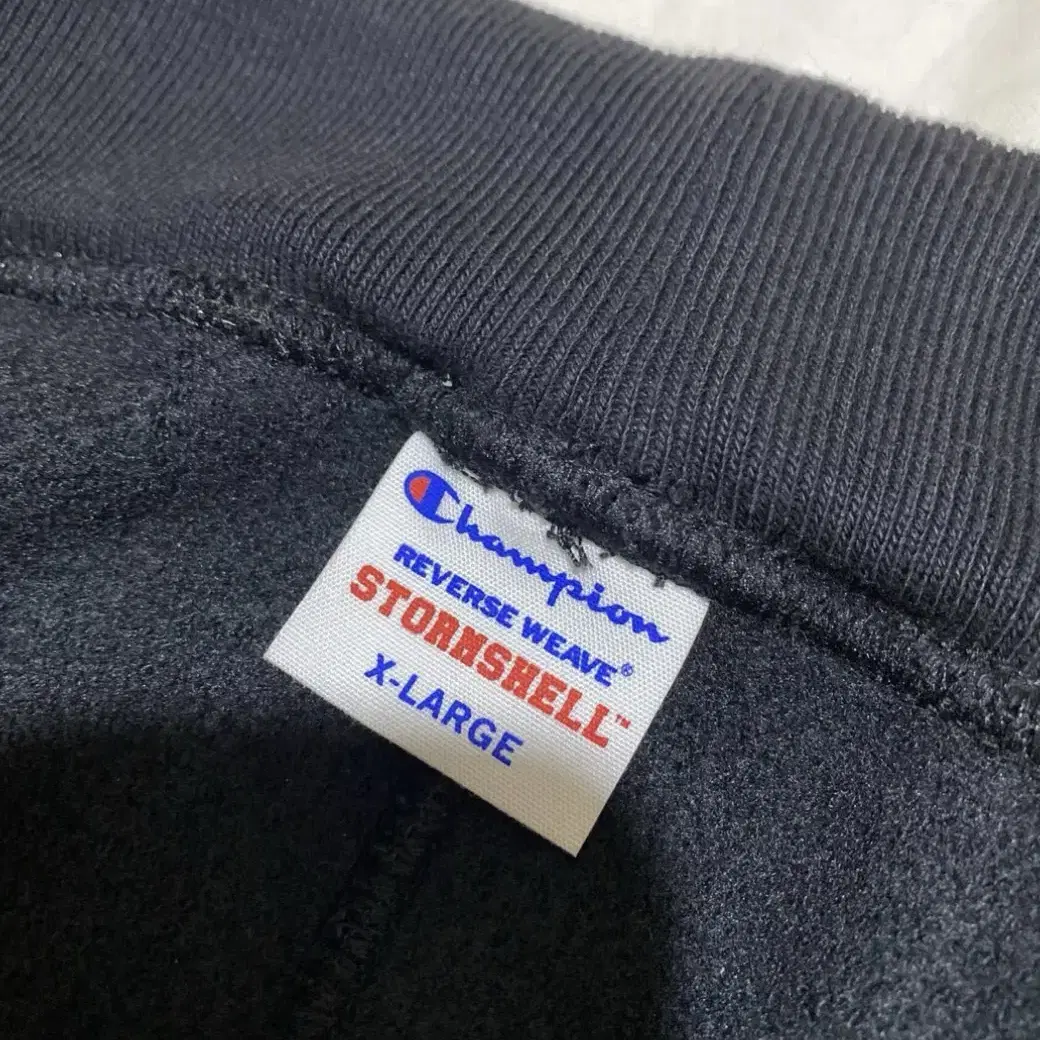 Champion
REVERSE WEAVE®
STORMSHELL™
X-LARGE